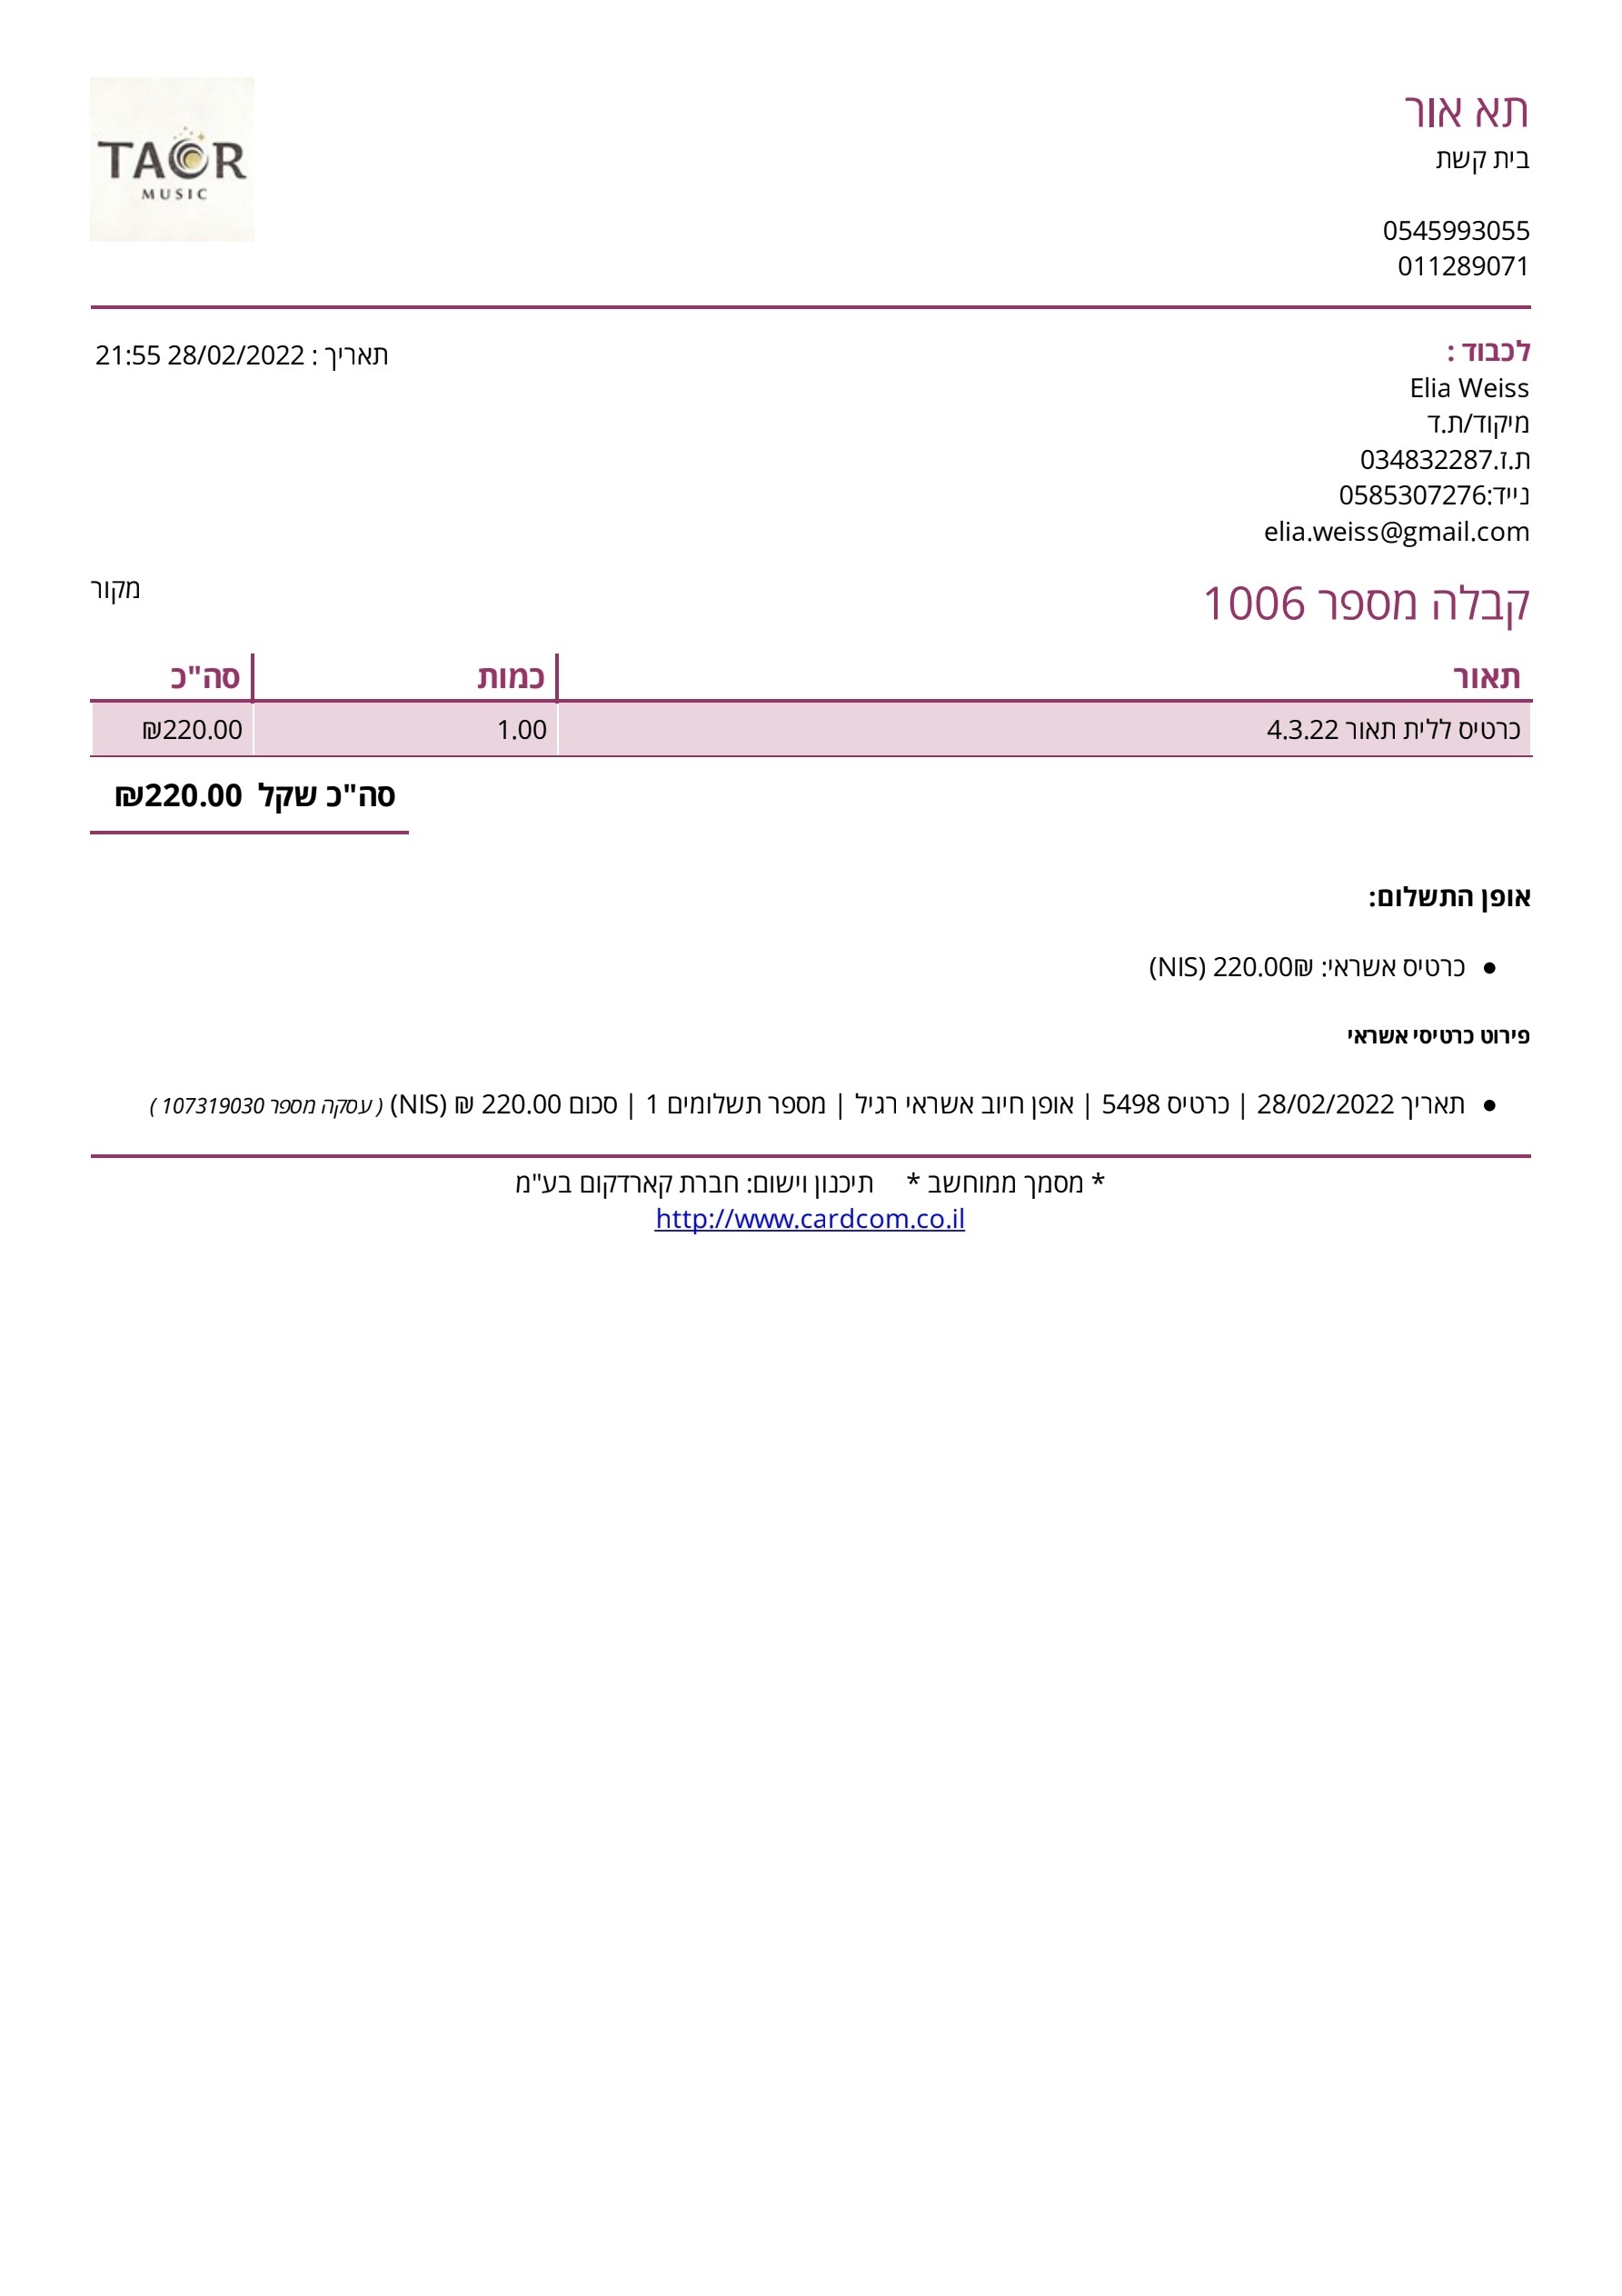 TAOR
MUSIC
תא אור
בית קשת
0545993055
011289071
תאריך : 28/02/2022 21:55
לכבוד :
Elia Weiss
מיקוד/ת.ד
ת.ז.034832287
נייד:0585307276
elia.weiss@gmail.com
קבלה מספר 1006
מקור
תאור כמות סה"כ
כרטיס ללית תאור 4.3.22 1.00 ₪220.00
סה"כ שקל ₪220.00
אופן התשלום:
• כרטיס אשראי: ₪220.00 (NIS)
פירוט כרטיסי אשראי
• תאריך 28/02/2022 | כרטיס 5498 | אופן חיוב אשראי רגיל | מספר תשלומים 1 | סכום 220.00 ₪ (NIS) ( עסקה מספר 107319030 )
* מסמך ממוחשב * תיכנון וישום: חברת קארדקום בע"מ
http://www.cardcom.co.il